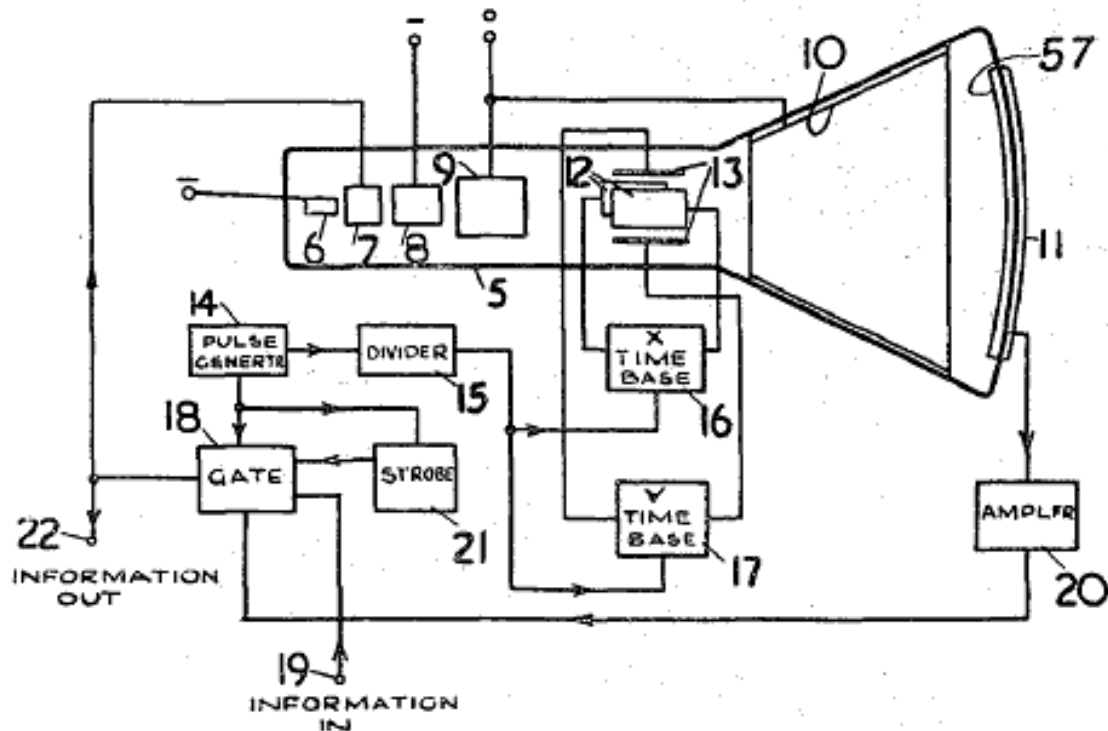 10
57
9
12
13
6
7
8
5
11
14
PULSE
GENERTR
DIVIDER
15
X
TIME
BASE
16
18
GATE
STROBE
21
Y
TIME
BASE
17
AMPLFR
20
22
INFORMATION
OUT
19
INFORMATION
IN